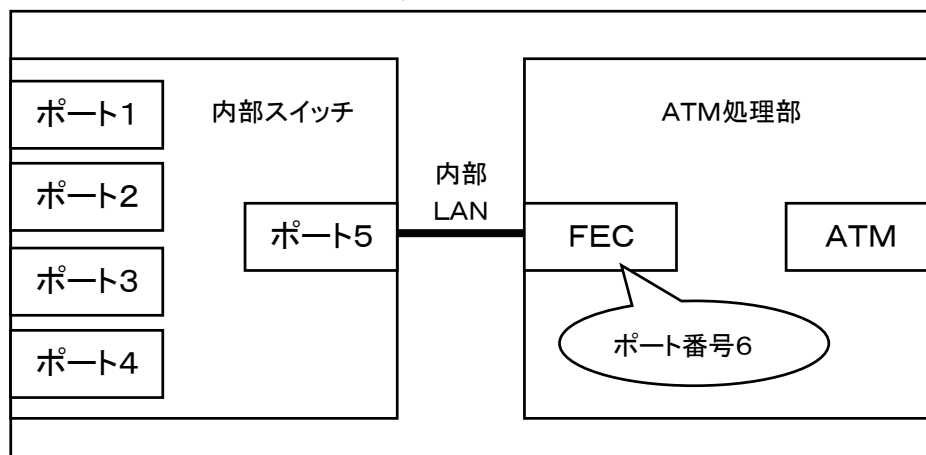 ポート1
ポート2
ポート3
ポート4
内部スイッチ
ポート5
内部
LAN
ATM処理部
FEC
ATM
ポート番号6